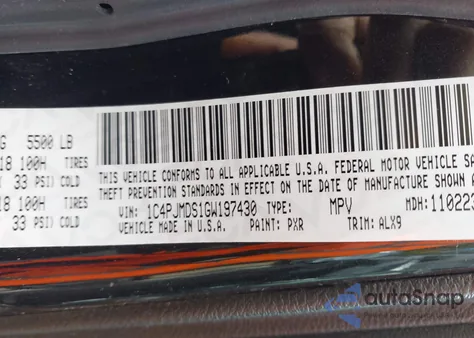 G 5500 LB
18 100H TIRES
33 PSI) COLD
18 100H TIRES
33 PSI) COLD
THIS VEHICLE CONFORMS TO ALL APPLICABLE U.S.A. FEDERAL MOTOR VEHICLE SA
THEFT PREVENTION STANDARDS IN EFFECT ON THE DATE OF MANUFACTURE SHOWN A
VIN: 1C4PJMDS1GW197430 TYPE: MPV MDH: 110223
VEHICLE MADE IN U.S.A. PAINT: PXR TRIM: ALX9
autoSnap